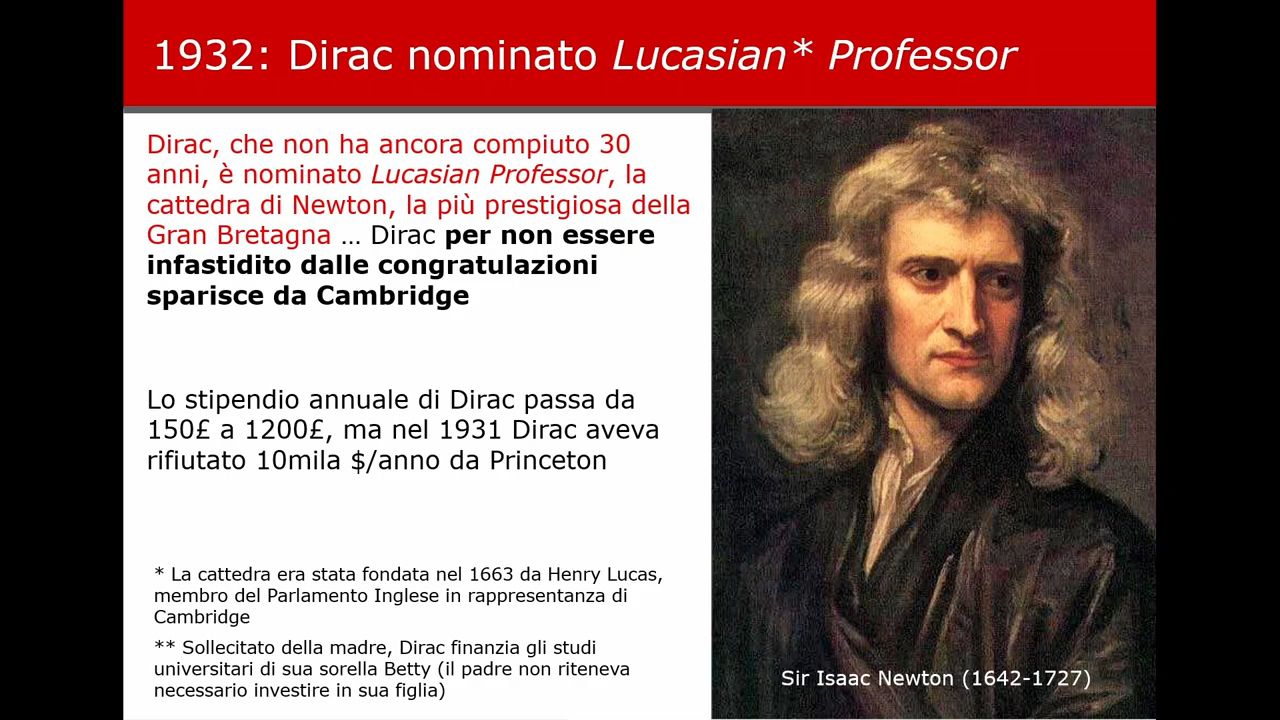 1932: Dirac nominato Lucasian* Professor
Dirac, che non ha ancora compiuto 30
anni, è nominato Lucasian Professor, la
cattedra di Newton, la più prestigiosa della
Gran Bretagna … Dirac per non essere
infastidito dalle congratulazioni
sparisce da Cambridge
Lo stipendio annuale di Dirac passa da
150£ a 1200£, ma nel 1931 Dirac aveva
rifiutato 10mila $/anno da Princeton
* La cattedra era stata fondata nel 1663 da Henry Lucas,
membro del Parlamento Inglese in rappresentanza di
Cambridge
** Sollecitato della madre, Dirac finanzia gli studi
universitari di sua sorella Betty (il padre non riteneva
necessario investire in sua figlia)
Sir Isaac Newton (1642-1727)